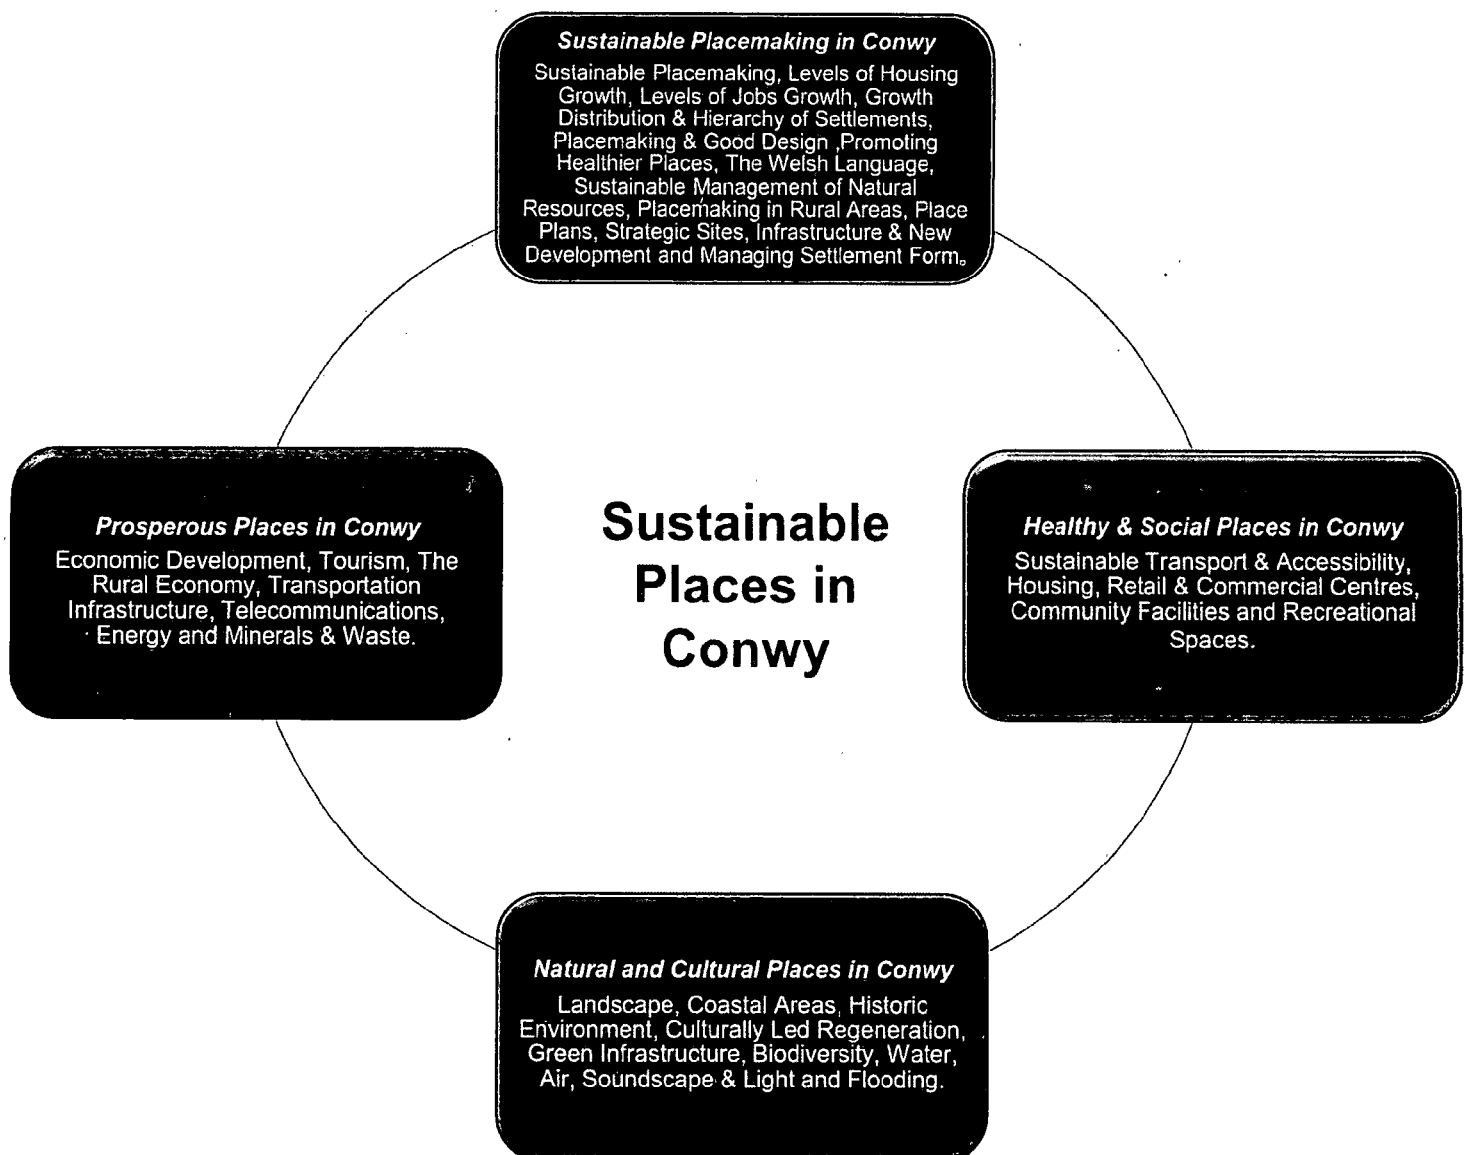 Sustainable Placemaking in Conwy
Sustainable Placemaking, Levels of Housing
Growth, Levels of Jobs Growth, Growth
Distribution & Hierarchy of Settlements,
Placemaking & Good Design ,Promoting
Healthier Places, The Welsh Language,
Sustainable Management of Natural
Resources, Placemaking in Rural Areas, Place
Plans, Strategic Sites, Infrastructure & New
Development and Managing Settlement Form.
Prosperous Places in Conwy
Economic Development, Tourism, The
Rural Economy, Transportation
Infrastructure, Telecommunications,
Energy and Minerals & Waste.
Sustainable
Places in
Conwy
Healthy & Social Places in Conwy
Sustainable Transport & Accessibility,
Housing, Retail & Commercial Centres,
Community Facilities and Recreational
Spaces.
Natural and Cultural Places in Conwy
Landscape, Coastal Areas, Historic
Environment, Culturally Led Regeneration,
Green Infrastructure, Biodiversity, Water,
Air, Soundscape & Light and Flooding.